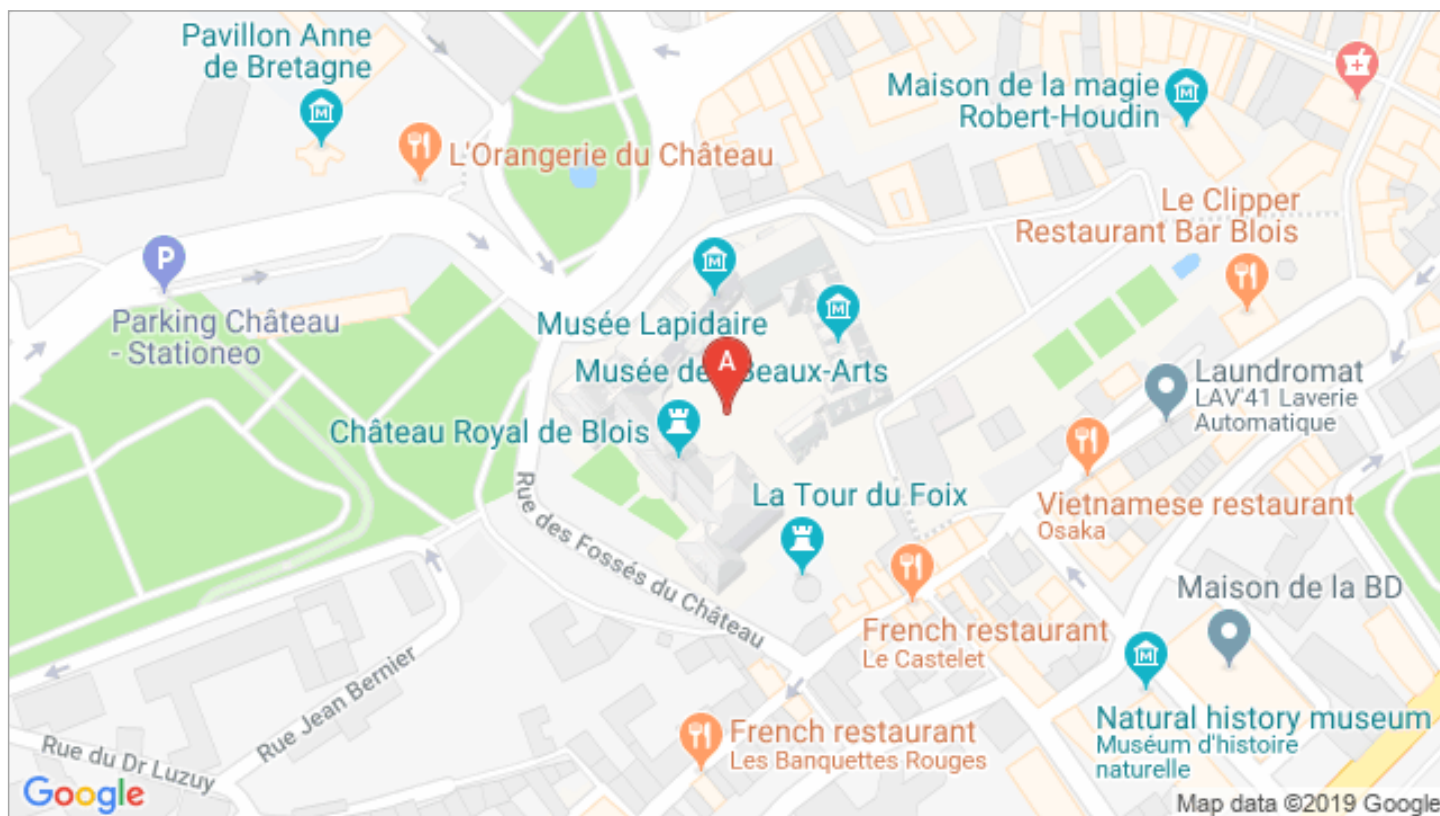 Pavillon Anne
de Bretagne
L'Orangerie du Château
Maison de la magie
Robert-Houdin
Le Clipper
Restaurant Bar Blois
P
Parking Château
- Stationeo
Musée Lapidaire
A
Musée de Beaux-Arts
Château Royal de Blois
Laundromat
LAV'41 Laverie
Automatique
La Tour du Foix
Vietnamese restaurant
Osaka
Rue des Fossés du Château
Maison de la BD
French restaurant
Le Castelet
Rue Jean Bernier
Natural history museum
Muséum d'histoire
naturelle
French restaurant
Les Banquettes Rouges
Rue du Dr Luzuy
Google
Map data ©2019 Google